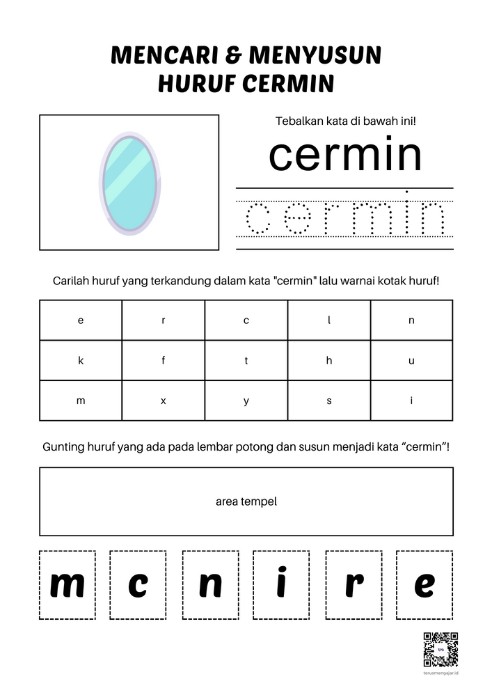 MENCARI & MENYUSUN
HURUF CERMIN
Tebalkan kata di bawah ini!
cermin
cermin
Carilah huruf yang terkandung dalam kata "cermin" lalu warnai kotak huruf!
e r c l n
k f t h u
m x y s i
Gunting huruf yang ada pada lembar potong dan susun menjadi kata “cermin”!
area tempel
m c n i r e